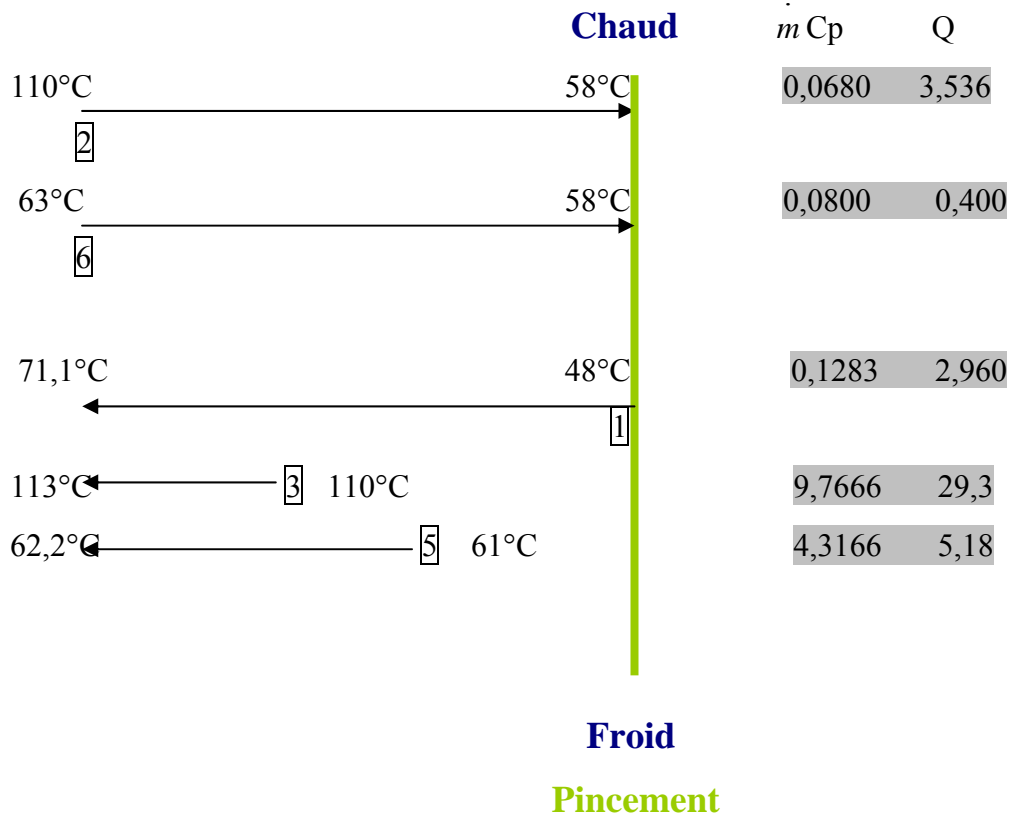 Chaud ṁ Cp Q
110°C 58°C 0,0680 3,536
2
63°C 58°C 0,0800 0,400
6
71,1°C 48°C 0,1283 2,960
1
113°C 3 110°C 9,7666 29,3
62,2°C 5 61°C 4,3166 5,18
Froid
Pincement